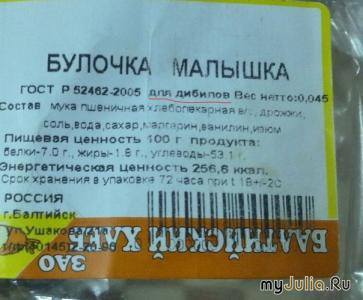 БУЛОЧКА МАЛЫШКА
ГОСТ Р 52462-2005 для дибилов Вес нетто:0,045
Состав мука пшеничная хлебопекарная в/ , дрожжи,
соль,вода,сахар,маргарин,ванилин,изюм
Пищевая ценность 100 г продукта:
белки-7.0 г., жиры-1.8 г., углеводы-53.1 г.
Энергетическая ценность 256,6 ккал.
Срок хранения в упаковке 72 часа при t 18+/-2С
РОССИЯ
г.Балтийск
ул.Ушакова
ЗАО
БАЛТИЙСКИЙ
myJulia.Ru